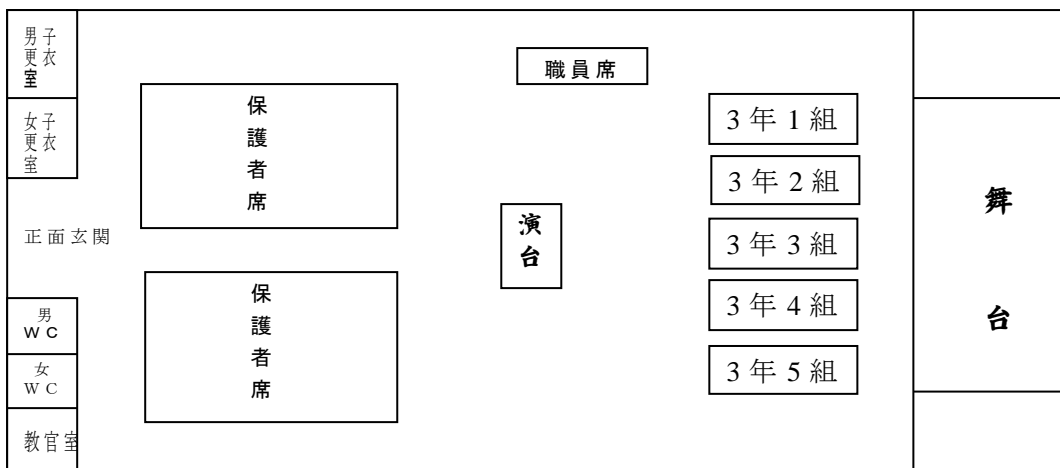 男子
更衣
室
女子
更衣
室
正面玄関
男
ＷＣ
女
ＷＣ
教官室
保護者席
保護者席
職員席
演台
３年１組
３年２組
３年３組
３年４組
３年５組
舞台